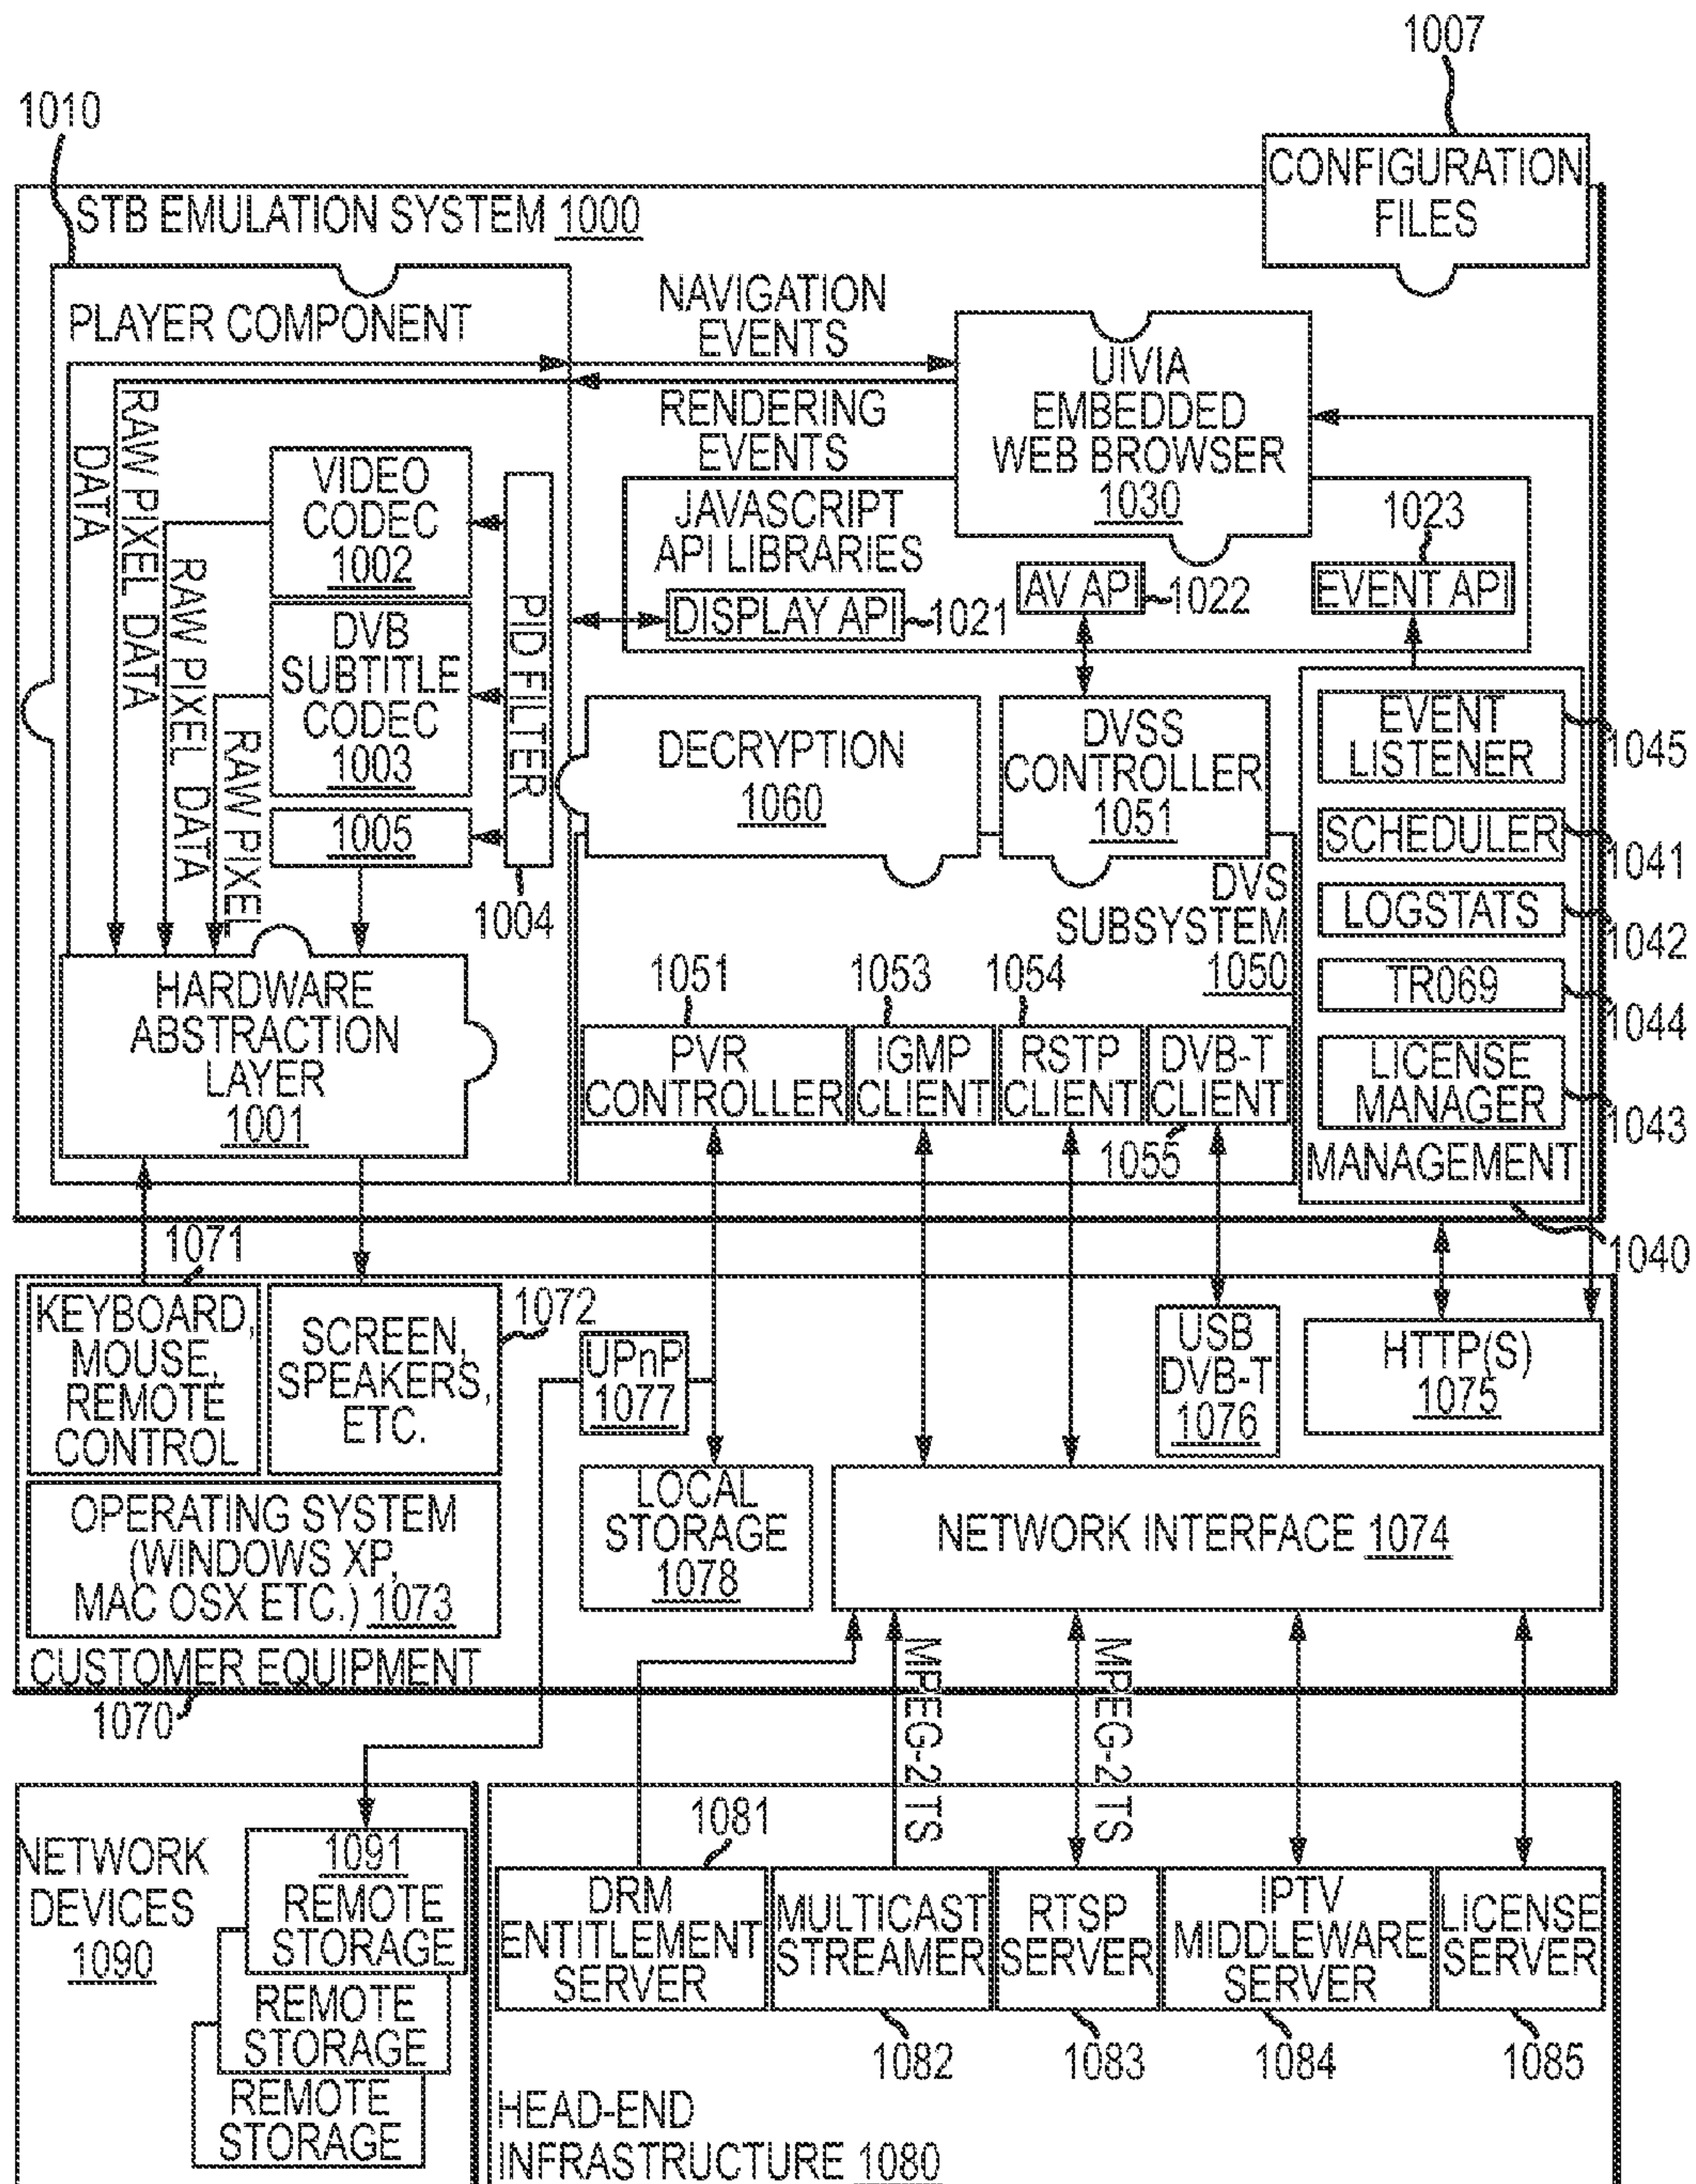 1007
1010
CONFIGURATION
FILES
STB EMULATION SYSTEM 1000
PLAYER COMPONENT
NAVIGATION
EVENTS
RENDERING
EVENTS
UIVIA
EMBEDDED
WEB BROWSER
1030
RAW PIXEL DATA
DATA
VIDEO
CODEC
1002
RAW PIXEL DATA
DVB
SUBTITLE
CODEC
1003
RAW PIXEL
1005
PID FILTER
1004
JAVASCRIPT
API LIBRARIES
DISPLAY API
1021
AV API
1022
1023
EVENT API
DECRYPTION
1060
DVSS
CONTROLLER
1051
DVS
SUBSYSTEM
1050
EVENT
LISTENER
1045
SCHEDULER
1041
LOGSTATS
1042
TR069
1044
LICENSE
MANAGER
1043
MANAGEMENT
1040
HARDWARE
ABSTRACTION
LAYER
1001
1051
PVR
CONTROLLER
1053
IGMP
CLIENT
1054
RSTP
CLIENT
DVB-T
CLIENT
1055
1071
KEYBOARD,
MOUSE,
REMOTE
CONTROL
SCREEN,
SPEAKERS,
ETC.
1072
UPnP
1077
USB
DVB-T
1076
HTTP(S)
1075
OPERATING SYSTEM
(WINDOWS XP,
MAC OSX ETC.) 1073
LOCAL
STORAGE
1078
NETWORK INTERFACE 1074
CUSTOMER EQUIPMENT
1070
MPEG-2 TS
MPEG-2 TS
NETWORK
DEVICES
1090
1091
REMOTE
STORAGE
REMOTE
STORAGE
REMOTE
STORAGE
1081
DRM
ENTITLEMENT
SERVER
MULTICAST
STREAMER
RTSP
SERVER
IPTV
MIDDLEWARE
SERVER
LICENSE
SERVER
1082
1083
1084
1085
HEAD-END
INFRASTRUCTURE 1080